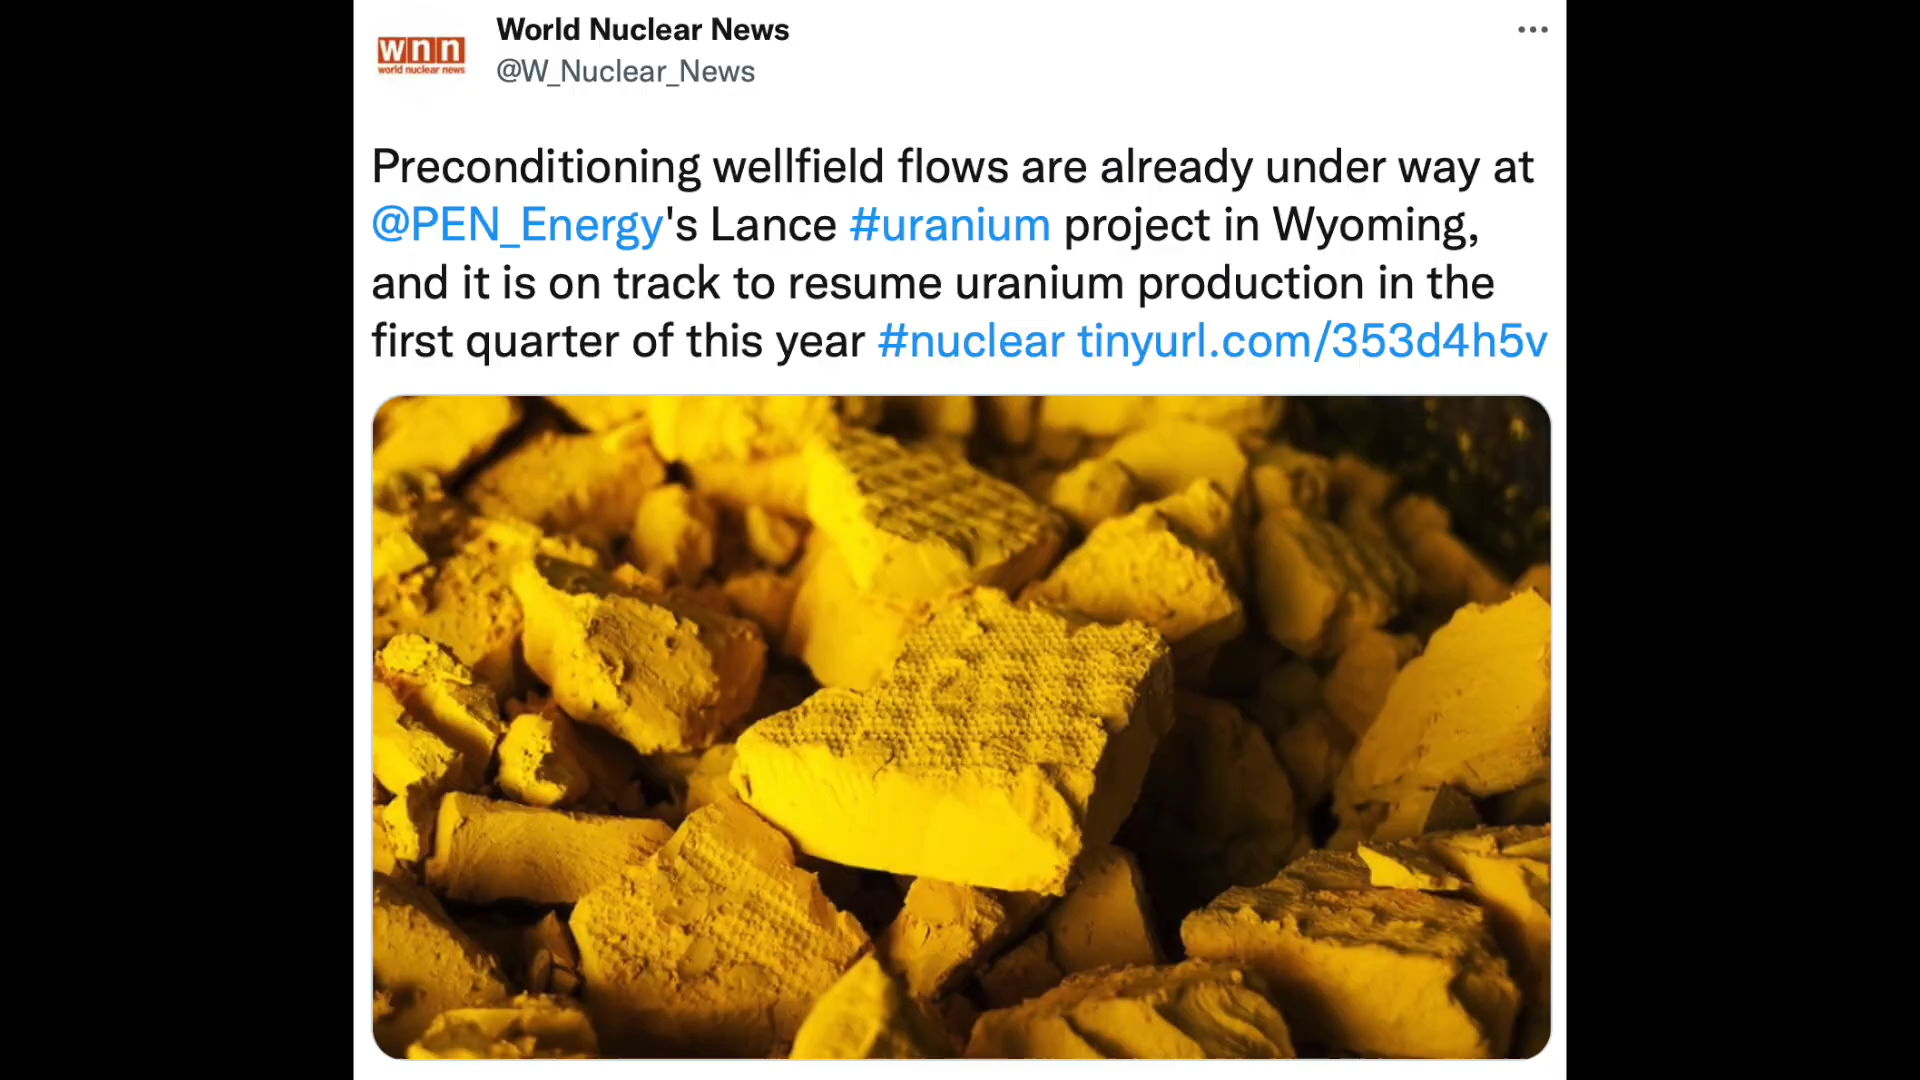 wnn
world nuclear news
World Nuclear News
@W_Nuclear_News
Preconditioning wellfield flows are already under way at
@PEN_Energy's Lance #uranium project in Wyoming,
and it is on track to resume uranium production in the
first quarter of this year #nuclear tinyurl.com/353d4h5v